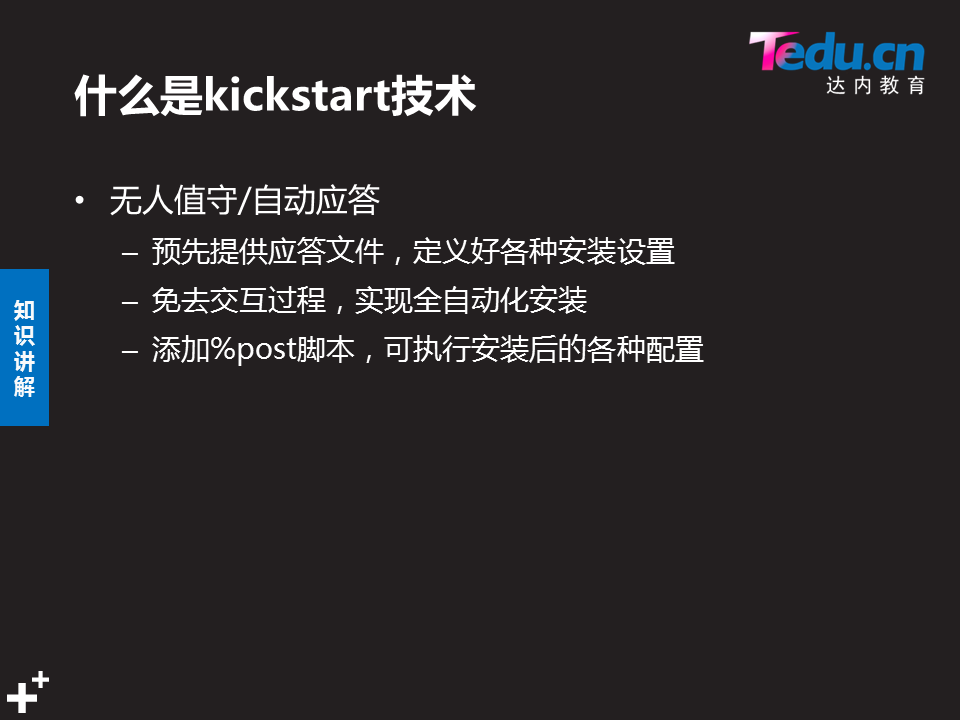 Tedu.cn
达内教育
什么是kickstart技术
• 无人值守/自动应答
– 预先提供应答文件，定义好各种安装设置
– 免去交互过程，实现全自动化安装
– 添加%post脚本，可执行安装后的各种配置
知
识
讲
解